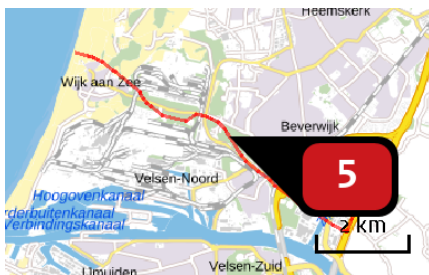 Heemskerk
Wijk aan Zee
Beverwijk
5
Velsen-Noord
Hoogovenkanaal
rderbuitenkanaal
Verbindingskanaal
2 km
IJmuiden
Velsen-Zuid